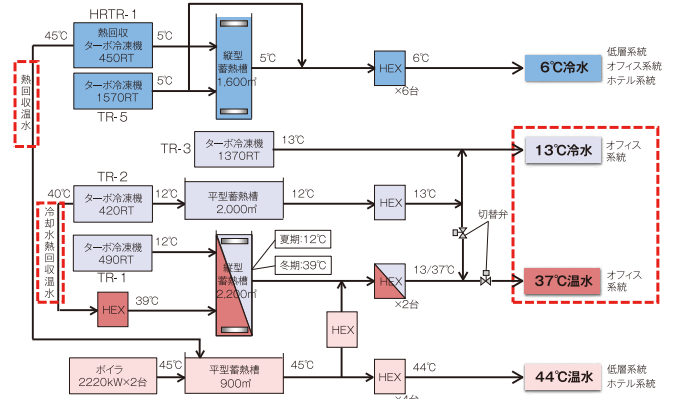 HRTR-1
45℃
熱回収
ターボ冷凍機
450RT
5℃
ターボ冷凍機
1570RT
5℃
TR-5
縦型
蓄熱槽
1,600㎥
5℃
HEX
×6台
6℃
6℃冷水
低層系統
オフィス系統
ホテル系統
熱回収温水
TR-3
ターボ冷凍機
1370RT
13℃
13℃冷水
オフィス
系統
TR-2
40℃
ターボ冷凍機
420RT
12℃
平型蓄熱槽
2,000㎥
12℃
HEX
13℃
切替弁
冷却水熱回収温水
ターボ冷凍機
490RT
12℃
TR-1
HEX
39℃
縦型
蓄熱槽
2,200㎥
夏期:12℃
冬期:39℃
HEX
×2台
13/37℃
37℃温水
オフィス
系統
HEX
ボイラ
2220kW×2台
45℃
平型蓄熱槽
900㎥
45℃
HEX
×4台
44℃
44℃温水
低層系統
ホテル系統